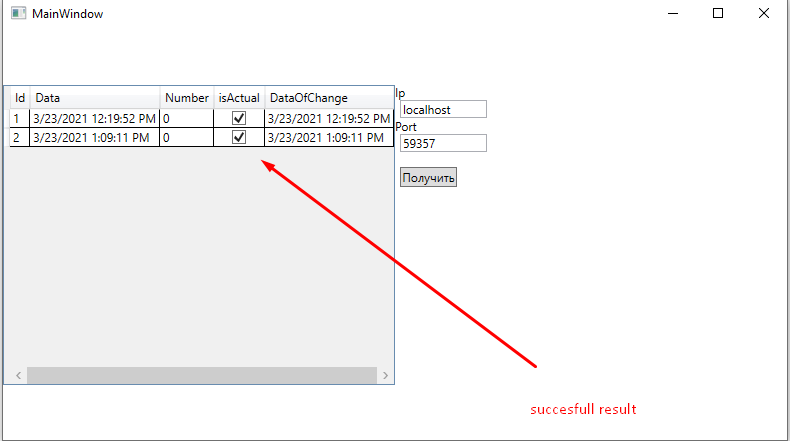 MainWindow
Id Data Number isActual DataOfChange
1 3/23/2021 12:19:52 PM 0 3/23/2021 12:19:52 PM
2 3/23/2021 1:09:11 PM 0 3/23/2021 1:09:11 PM
Ip
localhost
Port
59357
Получить
succesfull result